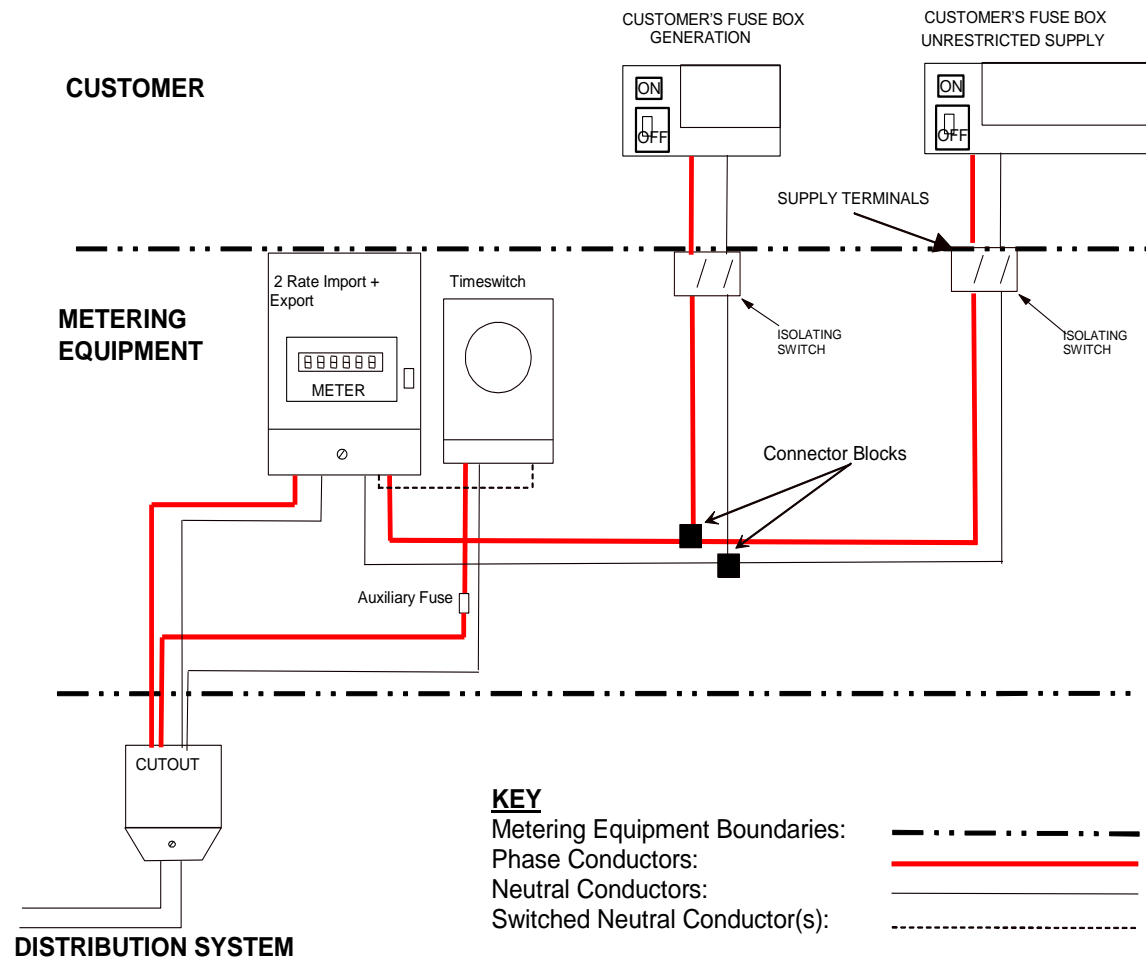 CUSTOMER'S FUSE BOX
GENERATION
CUSTOMER'S FUSE BOX
UNRESTRICTED SUPPLY
CUSTOMER
ON
OFF
ON
OFF
SUPPLY TERMINALS
2 Rate Import +
Export
Timeswitch
METERING
EQUIPMENT
ISOLATING
SWITCH
ISOLATING
SWITCH
888888
METER
Connector Blocks
Auxiliary Fuse
CUTOUT
KEY
Metering Equipment Boundaries:
Phase Conductors:
Neutral Conductors:
Switched Neutral Conductor(s):
DISTRIBUTION SYSTEM